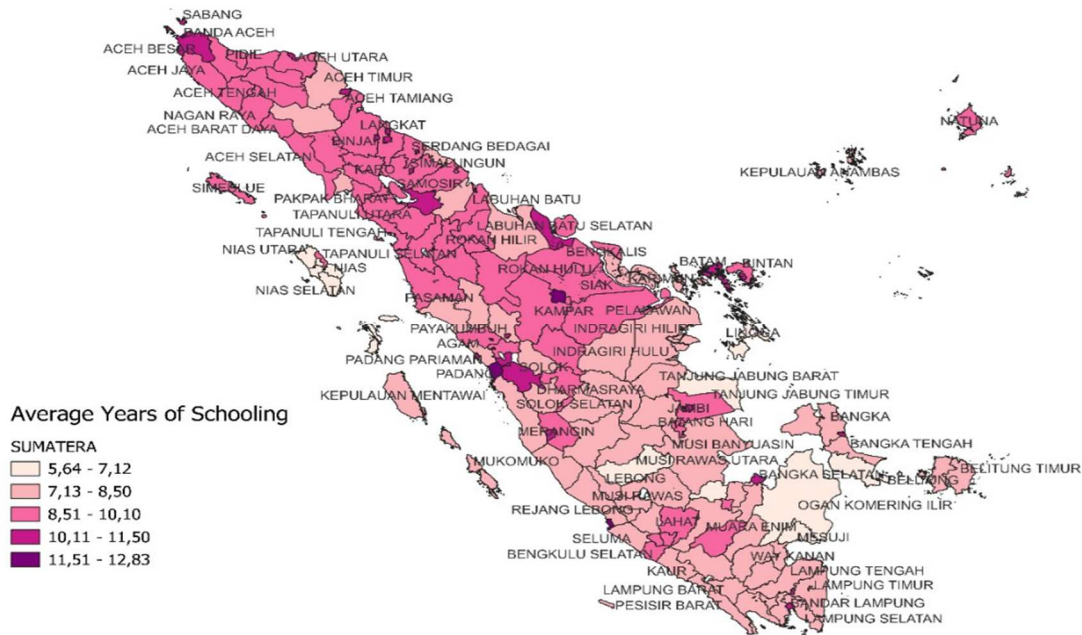 SABANG
BANDA ACEH
ACEH BESAR
PIDIE
ACEH UTARA
ACEH JAYA
ACEH TIMUR
ACEH TENGAH
ACEH TAMIANG
NAGAN RAYA
LANGKAT
ACEH BARAT DAYA
BINJAI
SERDANG BEDAGAI
ACEH SELATAN
SIMALUNGUN
KARO
SAMOSIR
SIMEULUE
PAKPAK BHARAT
LABUHAN BATU
TAPANULI UTARA
LABUHAN BATU SELATAN
TAPANULI TENGAH
ROKAN HILIR
NIAS UTARA
TAPANULI SELATAN
BENGKALIS
NIAS
ROKAN HULU
NIAS SELATAN
SIAK
BATAM
BINTAN
NATUNA
KEPULAUAN ANAMBAS
PASAMAN
KAMPAR
PELALAWAN
PAYAKUMBUH
INDRAGIRI HILIR
LINGGA
AGAM
PADANG PARIAMAN
INDRAGIRI HULU
PADANG
SOLOK
TANJUNG JABUNG BARAT
KEPULAUAN MENTAWAI
DHARMASRAYA
TANJUNG JABUNG TIMUR
SOLOK SELATAN
JAMBI
BATANG HARI
BANGKA
MERANGIN
MUSI BANYUASIN
BANGKA TENGAH
MUKOMUKO
MUSI RAWAS UTARA
BELITUNG TIMUR
LEBONG
BANGKA SELATAN
BELITUNG
MUSI RAWAS
OGAN KOMERING ILIR
REJANG LEBONG
LAHAT
MUARA ENIM
SELUMA
MESUJI
BENGKULU SELATAN
WAY KANAN
KAUR
LAMPUNG TENGAH
LAMPUNG BARAT
LAMPUNG TIMUR
PESISIR BARAT
BANDAR LAMPUNG
LAMPUNG SELATAN
Average Years of Schooling
SUMATERA
5,64 - 7,12
7,13 - 8,50
8,51 - 10,10
10,11 - 11,50
11,51 - 12,83